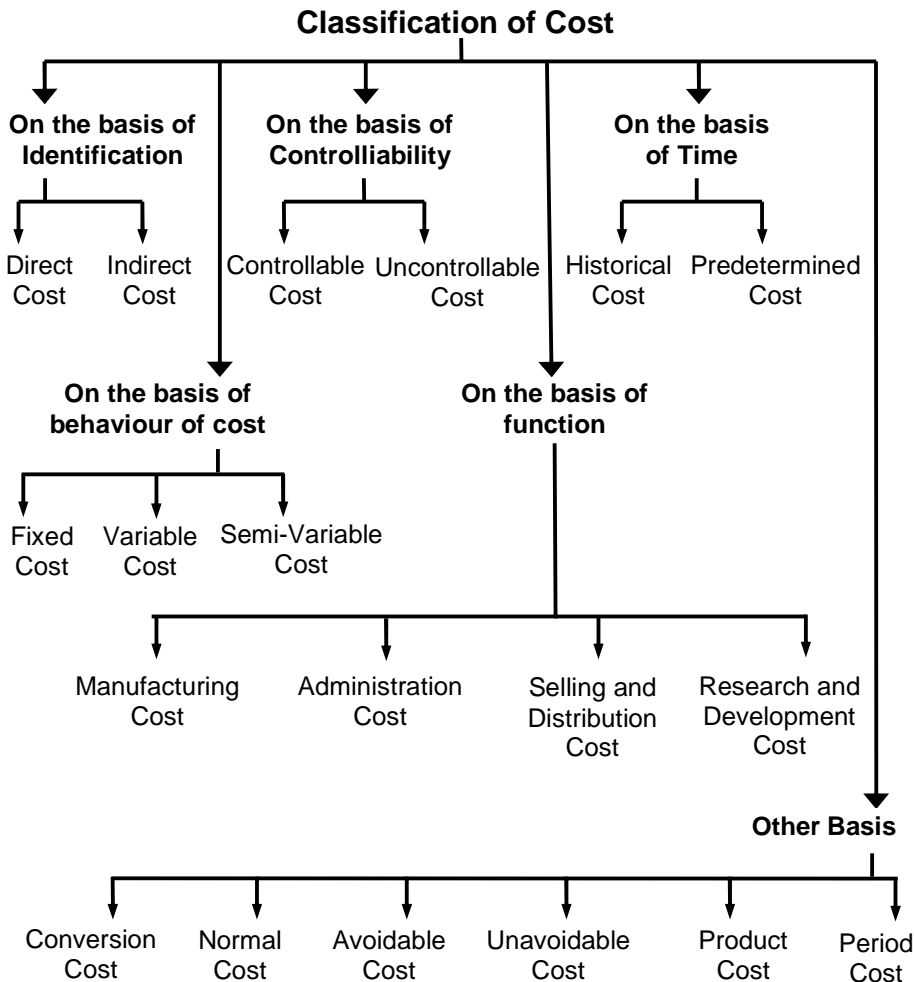 Classification of Cost
On the basis of
Identification
On the basis of
Controlliability
On the basis
of Time
Direct
Cost
Indirect
Cost
Controllable
Cost
Uncontrollable
Cost
Historical
Cost
Predetermined
Cost
On the basis of
behaviour of cost
On the basis of
function
Fixed
Cost
Variable
Cost
Semi-Variable
Cost
Manufacturing
Cost
Administration
Cost
Selling and
Distribution
Cost
Research and
Development
Cost
Other Basis
Conversion
Cost
Normal
Cost
Avoidable
Cost
Unavoidable
Cost
Product
Cost
Period
Cost